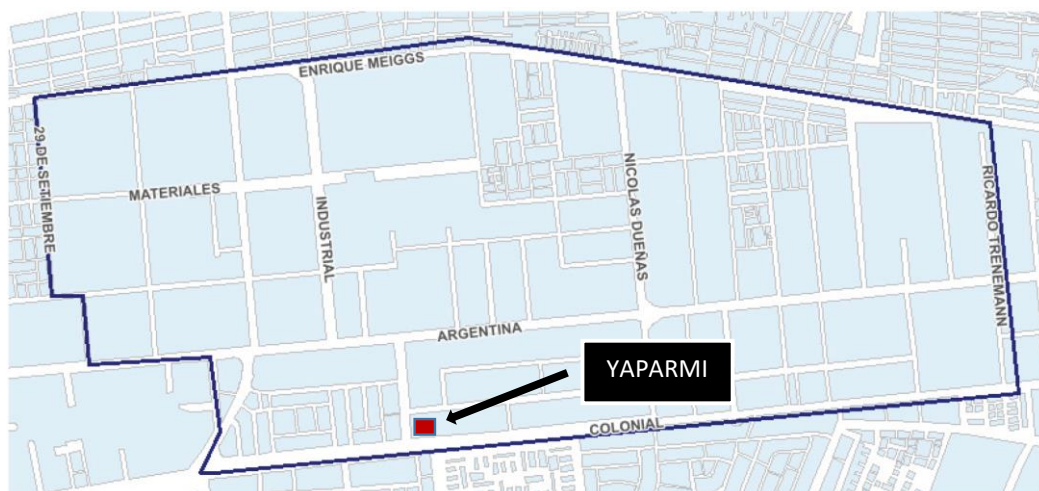 ENRIQUE MEIGGS
29 DE SETIEMBRE
MATERIALES
INDUSTRIAL
NICOLAS DUEÑAS
RICARDO TRENEMANN
ARGENTINA
YAPARMI
COLONIAL